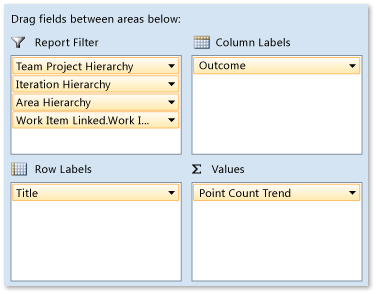 Drag fields between areas below:
Report Filter
Column Labels
Team Project Hierarchy
Iteration Hierarchy
Area Hierarchy
Work Item Linked.Work I...
Outcome
Row Labels
Σ Values
Title
Point Count Trend